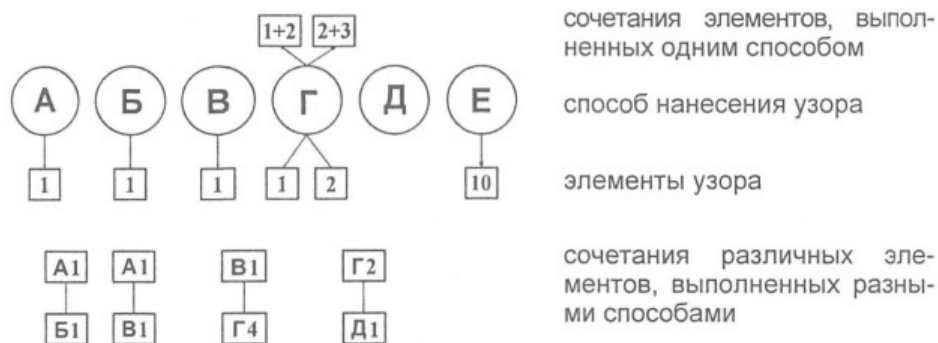 1+2 2+3
сочетания элементов, выпол-
ненных одним способом
А Б В Г Д Е
способ нанесения узора
1 1 1 1 2 10
элементы узора
А1 А1 В1 Г2
сочетания различных эле-
ментов, выполненных разны-
ми способами
Б1 В1 Г4 Д1